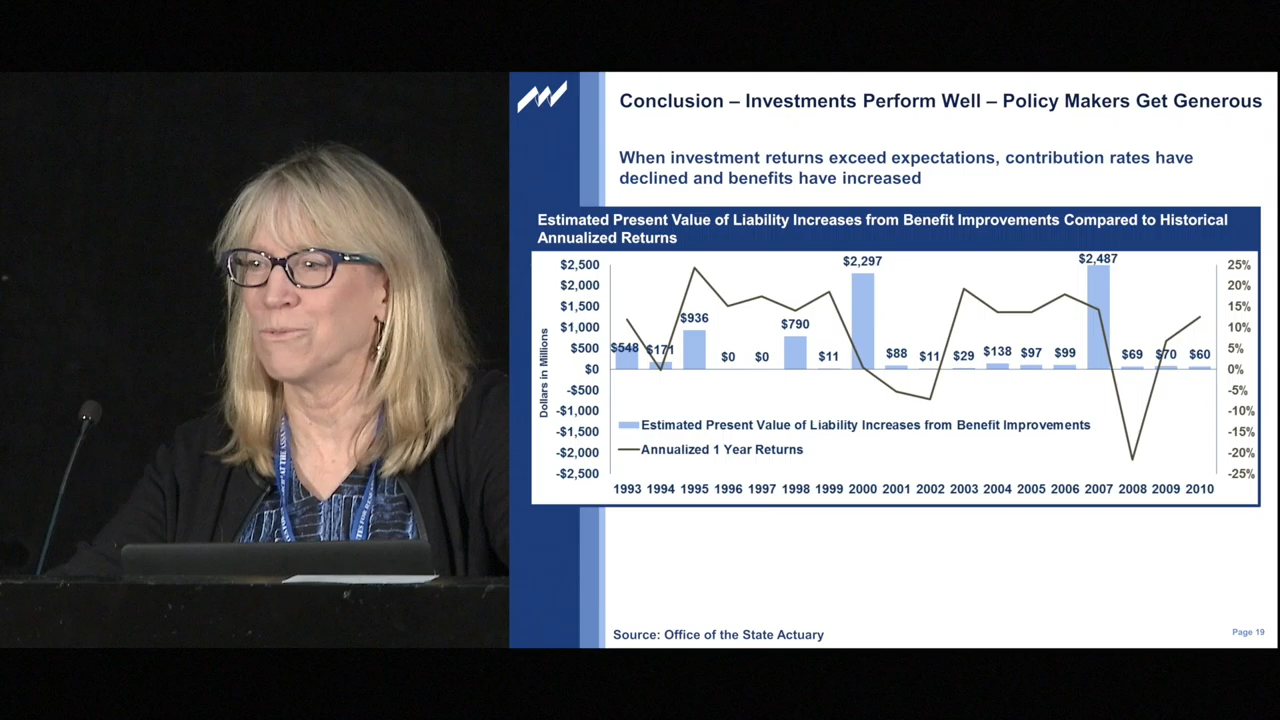 Conclusion – Investments Perform Well – Policy Makers Get Generous
When investment returns exceed expectations, contribution rates have
declined and benefits have increased
Estimated Present Value of Liability Increases from Benefit Improvements Compared to Historical
Annualized Returns
Dollars in Millions
$2,500
$2,000
$1,500
$1,000
$500
$0
-$500
-$1,000
-$1,500
-$2,000
-$2,500
$548 $171 $936 $0 $0 $790 $11 $2,297 $88 $11 $29 $138 $97 $99 $2,487 $69 $70 $60
25%
20%
15%
10%
5%
0%
-5%
-10%
-15%
-20%
-25%
Estimated Present Value of Liability Increases from Benefit Improvements
Annualized 1 Year Returns
1993 1994 1995 1996 1997 1998 1999 2000 2001 2002 2003 2004 2005 2006 2007 2008 2009 2010
Source: Office of the State Actuary
Page 19